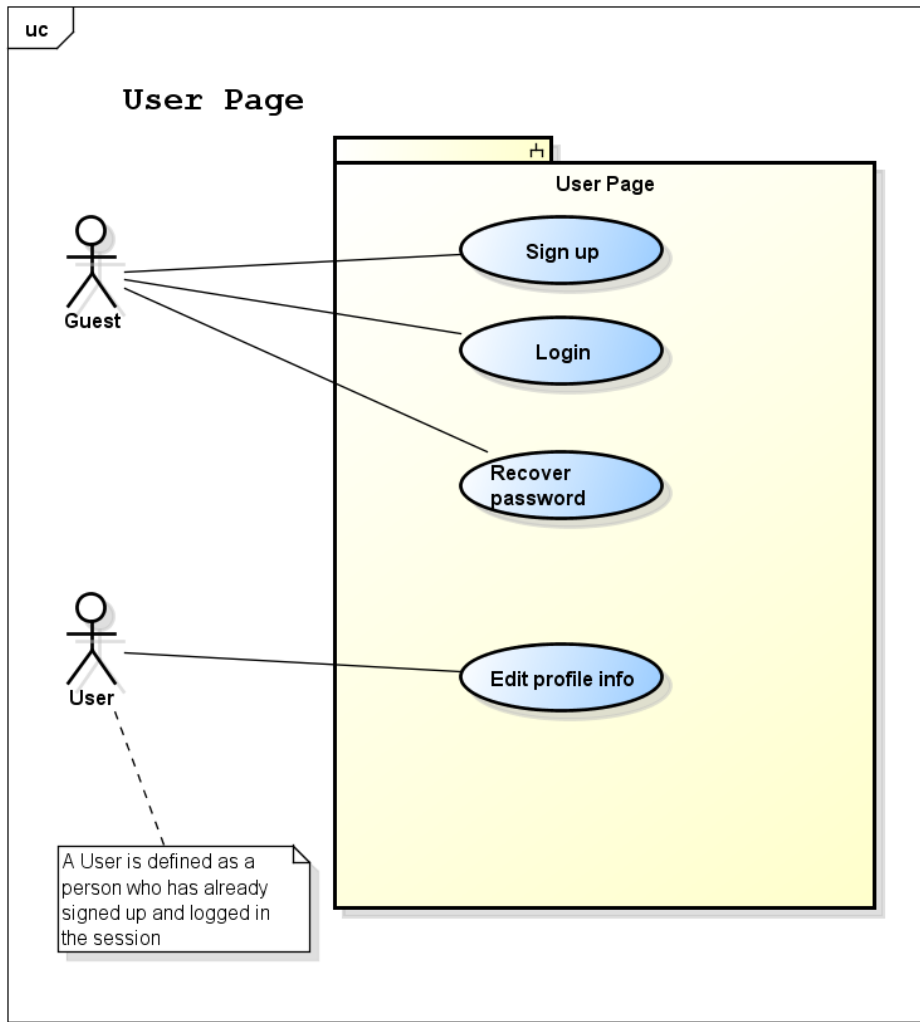 uc
User Page
User Page
Sign up
Guest
Login
Recover
password
User
Edit profile info
A User is defined as a
person who has already
signed up and logged in
the session